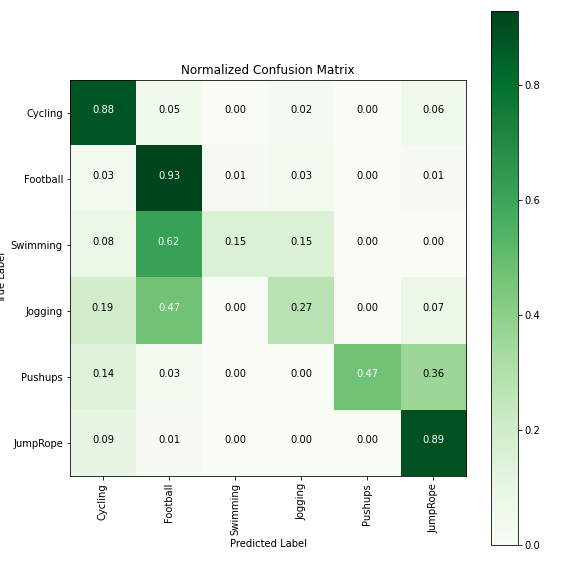 Normalized Confusion Matrix
Cycling 0.88 0.05 0.00 0.02 0.00 0.06
Football 0.03 0.93 0.01 0.03 0.00 0.01
Swimming 0.08 0.62 0.15 0.15 0.00 0.00
Jogging 0.19 0.47 0.00 0.27 0.00 0.07
Pushups 0.14 0.03 0.00 0.00 0.47 0.36
JumpRope 0.09 0.01 0.00 0.00 0.00 0.89
Cycling Football Swimming Jogging Pushups JumpRope
Predicted Label
True Label
0.8
0.6
0.4
0.2
0.0